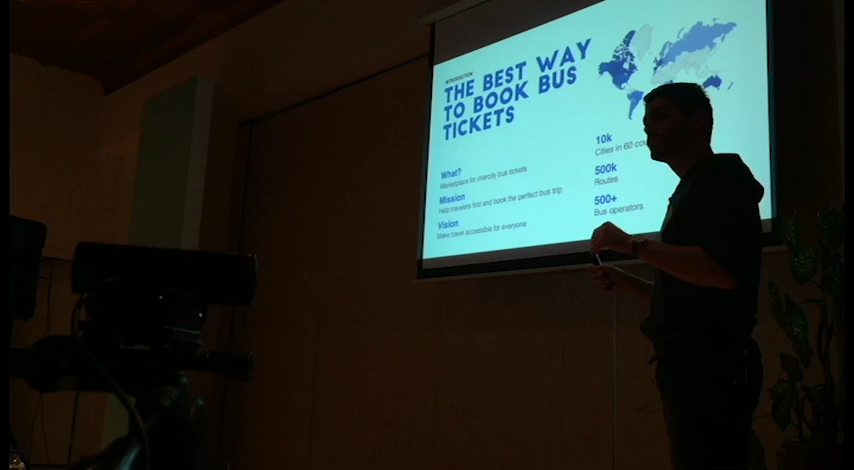 INTRODUCTION
THE BEST WAY
TO BOOK BUS
TICKETS
What?
Marketplace for intercity bus tickets
Mission
Help travelers find and book the perfect bus trip
Vision
Make travel accessible for everyone
10k
Cities in 60
500k
Routes
500+
Bus operators